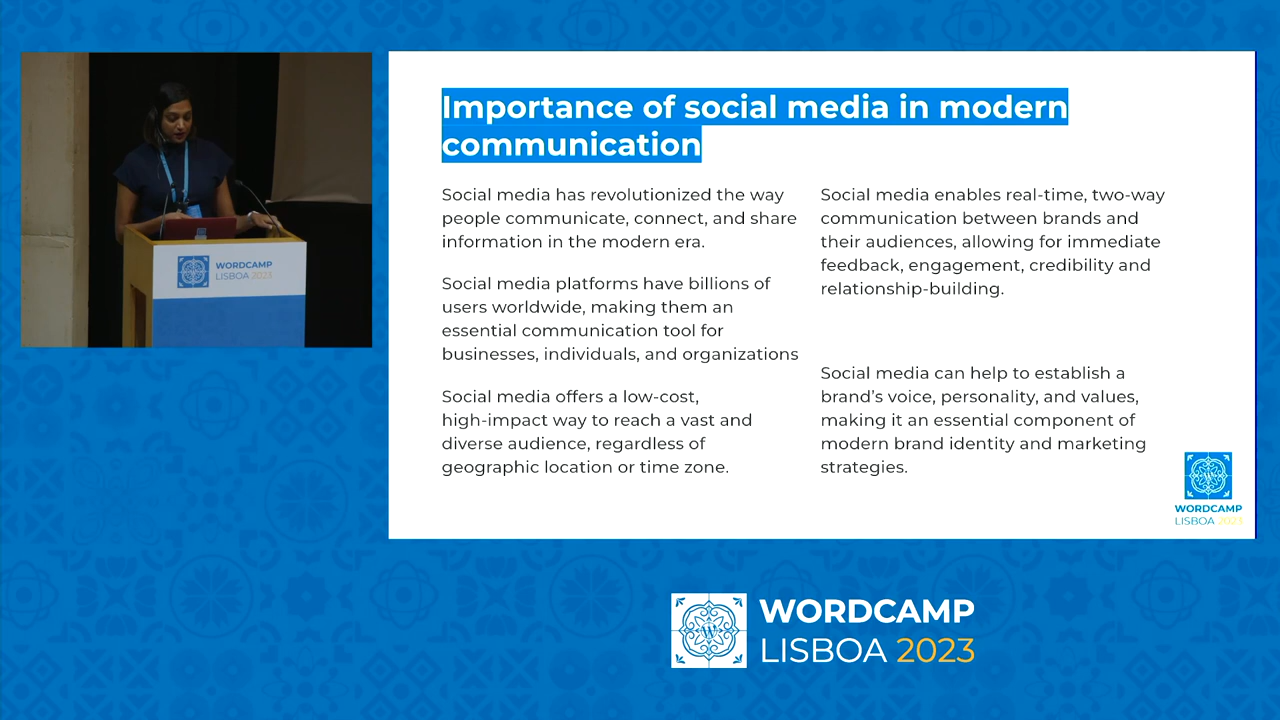 Importance of social media in modern
communication
Social media has revolutionized the way
people communicate, connect, and share
information in the modern era.
Social media platforms have billions of
users worldwide, making them an
essential communication tool for
businesses, individuals, and organizations
Social media offers a low-cost,
high-impact way to reach a vast and
diverse audience, regardless of
geographic location or time zone.
Social media enables real-time, two-way
communication between brands and
their audiences, allowing for immediate
feedback, engagement, credibility and
relationship-building.
Social media can help to establish a
brand’s voice, personality, and values,
making it an essential component of
modern brand identity and marketing
strategies.
WORDCAMP
LISBOA 2023
WORDCAMP
LISBOA 2023
WORDCAMP
LISBOA 2023